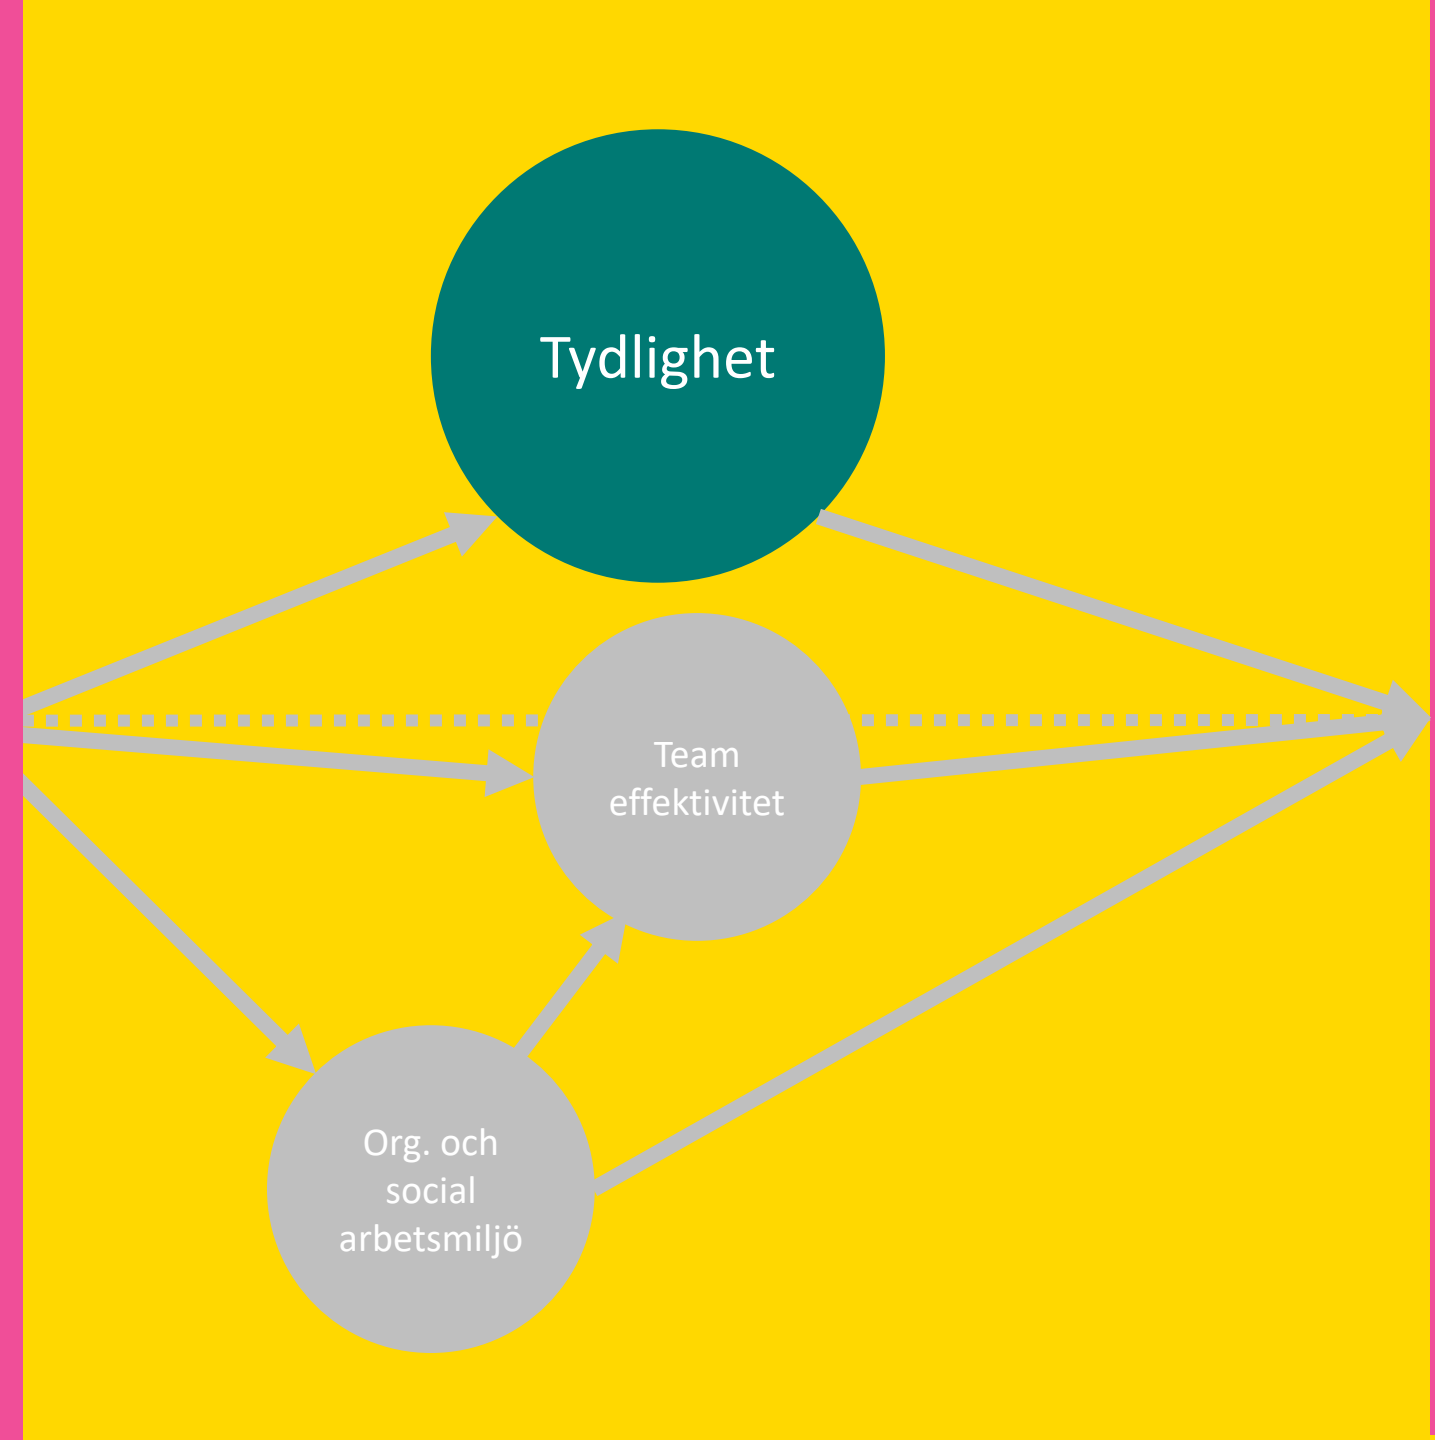 Tydlighet
Team
effektivitet
Org. och
social
arbetsmiljö